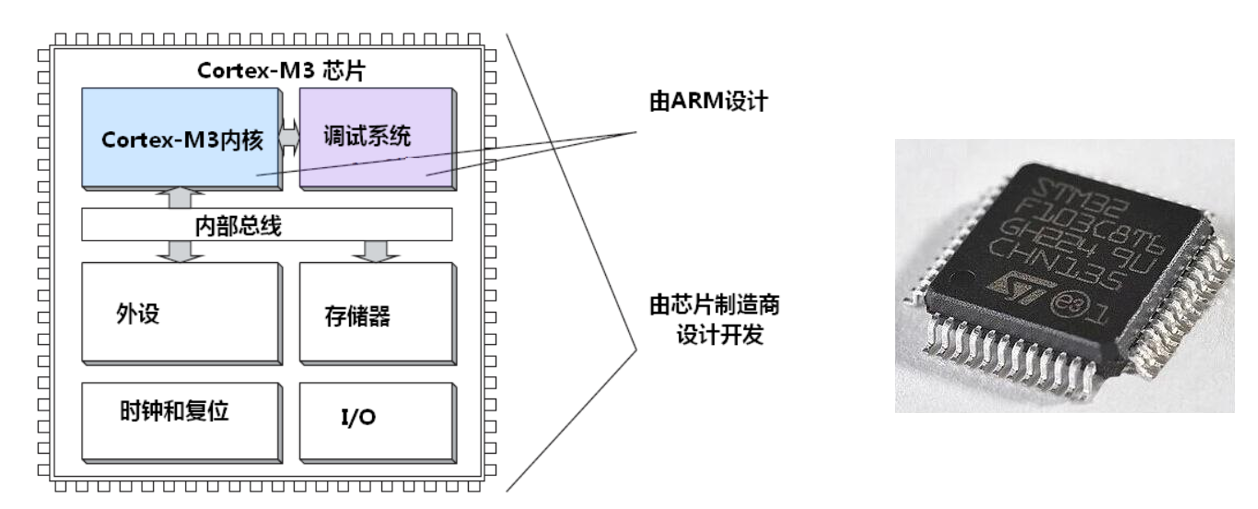 Cortex-M3 芯片
Cortex-M3内核
调试系统
由ARM设计
内部总线
外设
存储器
由芯片制造商
设计开发
时钟和复位
I/O
STM32
F103C8T6
GH224 9U
CHN135
ST e3 1